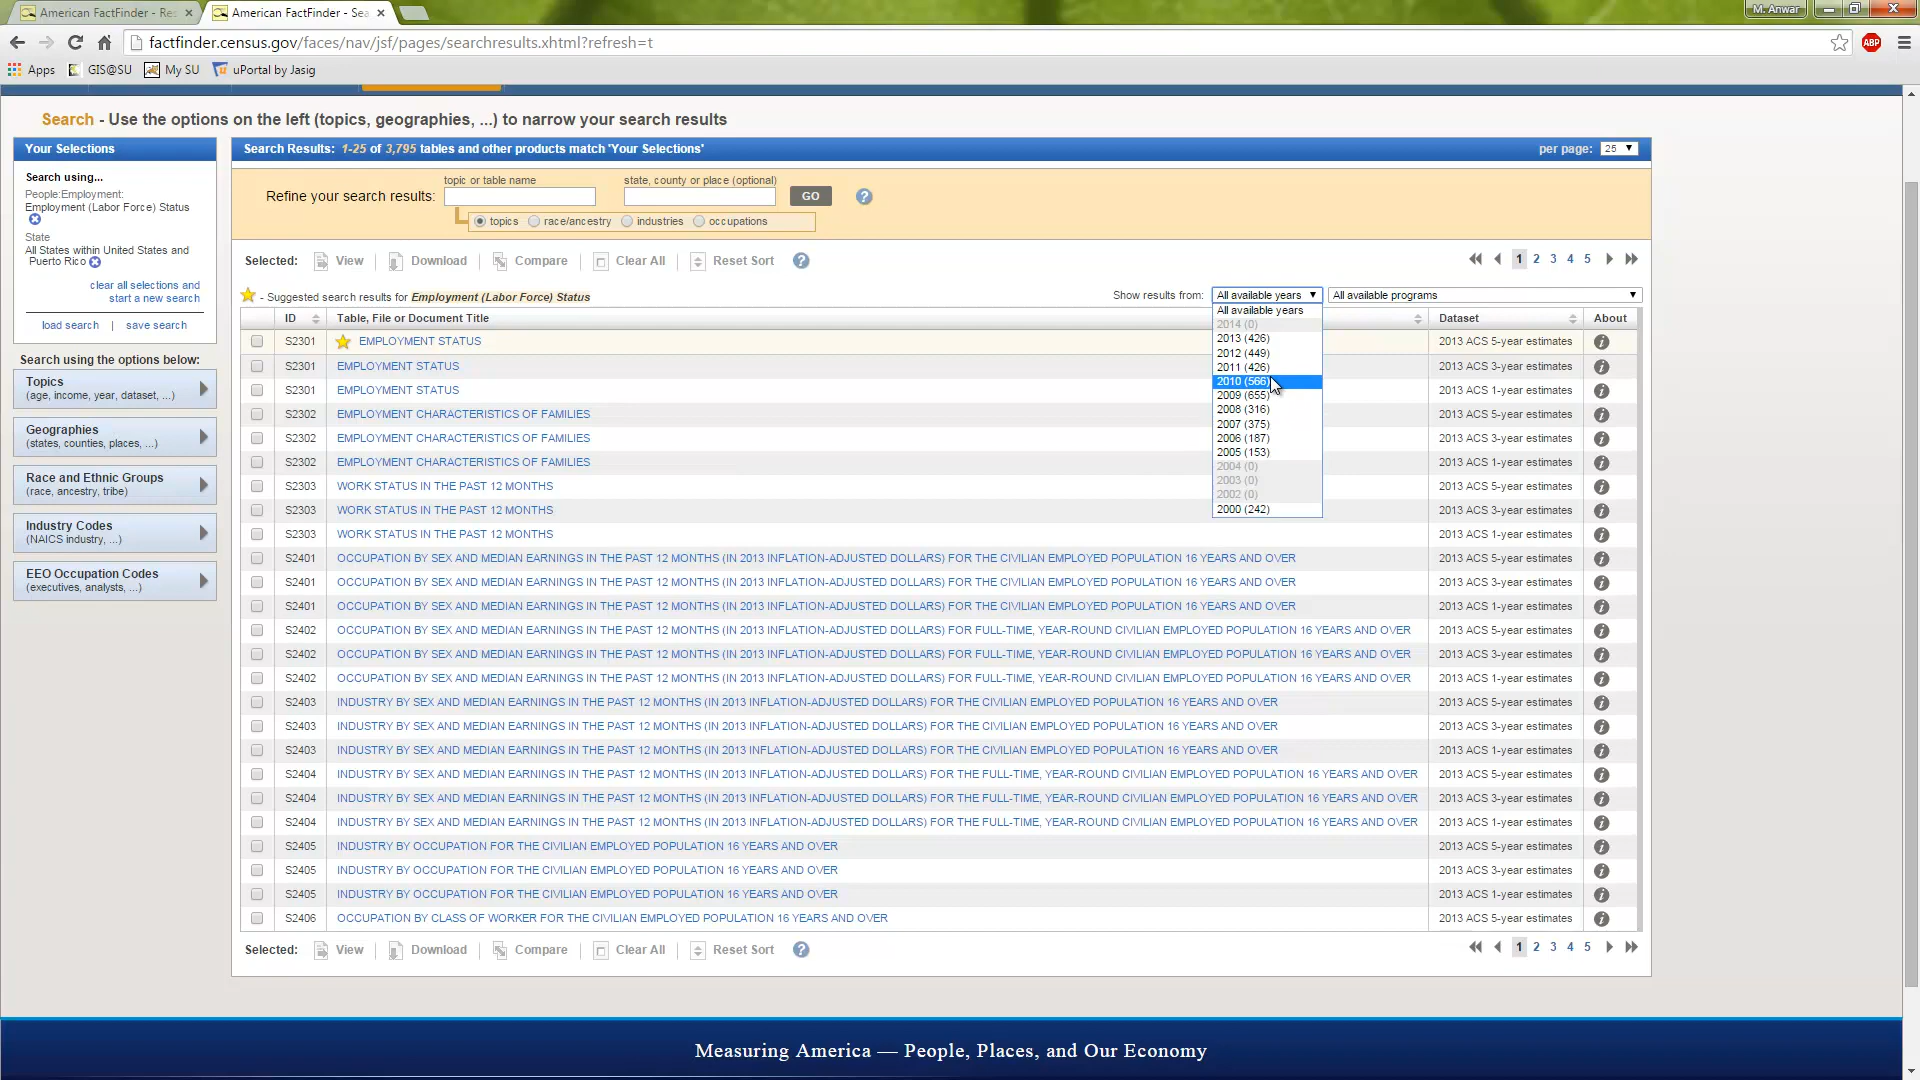 American FactFinder - Res
American FactFinder - Sea
M. Anwar
factfinder.census.gov/faces/nav/jsf/pages/searchresults.xhtml?refresh=t
ABP
Apps GIS@SU My SU uPortal by Jasig
Search - Use the options on the left (topics, geographies, ...) to narrow your search results
Your Selections
Search using...
People:Employment:
Employment (Labor Force) Status
State
All States within United States and
Puerto Rico
clear all selections and
start a new search
load search | save search
Search using the options below:
Topics
(age, income, year, dataset, ...)
Geographies
(states, counties, places, ...)
Race and Ethnic Groups
(race, ancestry, tribe)
Industry Codes
(NAICS industry, ...)
EEO Occupation Codes
(executives, analysts, ...)
Search Results: 1-25 of 3,795 tables and other products match 'Your Selections'
per page: 25
topic or table name
state, county or place (optional)
Refine your search results:
GO
?
topics race/ancestry industries occupations
Selected: View | Download | Compare Clear All Reset Sort ?
1 2 3 4 5
- Suggested search results for Employment (Labor Force) Status
Show results from: All available years All available programs
All available years
2014 (0)
2013 (426)
2012 (449)
2011 (426)
2010 (566)
2009 (655)
2008 (316)
2007 (375)
2006 (187)
2005 (153)
2004 (0)
2003 (0)
2002 (0)
2000 (242)
ID Table, File or Document Title Dataset About
S2301 EMPLOYMENT STATUS 2013 ACS 5-year estimates i
S2301 EMPLOYMENT STATUS 2013 ACS 3-year estimates i
S2301 EMPLOYMENT STATUS 2013 ACS 1-year estimates i
S2302 EMPLOYMENT CHARACTERISTICS OF FAMILIES 2013 ACS 5-year estimates i
S2302 EMPLOYMENT CHARACTERISTICS OF FAMILIES 2013 ACS 3-year estimates i
S2302 EMPLOYMENT CHARACTERISTICS OF FAMILIES 2013 ACS 1-year estimates i
S2303 WORK STATUS IN THE PAST 12 MONTHS 2013 ACS 5-year estimates i
S2303 WORK STATUS IN THE PAST 12 MONTHS 2013 ACS 3-year estimates i
S2303 WORK STATUS IN THE PAST 12 MONTHS 2013 ACS 1-year estimates i
S2401 OCCUPATION BY SEX AND MEDIAN EARNINGS IN THE PAST 12 MONTHS (IN 2013 INFLATION-ADJUSTED DOLLARS) FOR THE CIVILIAN EMPLOYED POPULATION 16 YEARS AND OVER 2013 ACS 5-year estimates i
S2401 OCCUPATION BY SEX AND MEDIAN EARNINGS IN THE PAST 12 MONTHS (IN 2013 INFLATION-ADJUSTED DOLLARS) FOR THE CIVILIAN EMPLOYED POPULATION 16 YEARS AND OVER 2013 ACS 3-year estimates i
S2401 OCCUPATION BY SEX AND MEDIAN EARNINGS IN THE PAST 12 MONTHS (IN 2013 INFLATION-ADJUSTED DOLLARS) FOR THE CIVILIAN EMPLOYED POPULATION 16 YEARS AND OVER 2013 ACS 1-year estimates i
S2402 OCCUPATION BY SEX AND MEDIAN EARNINGS IN THE PAST 12 MONTHS (IN 2013 INFLATION-ADJUSTED DOLLARS) FOR FULL-TIME, YEAR-ROUND CIVILIAN EMPLOYED POPULATION 16 YEARS AND OVER 2013 ACS 5-year estimates i
S2402 OCCUPATION BY SEX AND MEDIAN EARNINGS IN THE PAST 12 MONTHS (IN 2013 INFLATION-ADJUSTED DOLLARS) FOR FULL-TIME, YEAR-ROUND CIVILIAN EMPLOYED POPULATION 16 YEARS AND OVER 2013 ACS 3-year estimates i
S2402 OCCUPATION BY SEX AND MEDIAN EARNINGS IN THE PAST 12 MONTHS (IN 2013 INFLATION-ADJUSTED DOLLARS) FOR FULL-TIME, YEAR-ROUND CIVILIAN EMPLOYED POPULATION 16 YEARS AND OVER 2013 ACS 1-year estimates i
S2403 INDUSTRY BY SEX AND MEDIAN EARNINGS IN THE PAST 12 MONTHS (IN 2013 INFLATION-ADJUSTED DOLLARS) FOR THE CIVILIAN EMPLOYED POPULATION 16 YEARS AND OVER 2013 ACS 5-year estimates i
S2403 INDUSTRY BY SEX AND MEDIAN EARNINGS IN THE PAST 12 MONTHS (IN 2013 INFLATION-ADJUSTED DOLLARS) FOR THE CIVILIAN EMPLOYED POPULATION 16 YEARS AND OVER 2013 ACS 3-year estimates i
S2403 INDUSTRY BY SEX AND MEDIAN EARNINGS IN THE PAST 12 MONTHS (IN 2013 INFLATION-ADJUSTED DOLLARS) FOR THE CIVILIAN EMPLOYED POPULATION 16 YEARS AND OVER 2013 ACS 1-year estimates i
S2404 INDUSTRY BY SEX AND MEDIAN EARNINGS IN THE PAST 12 MONTHS (IN 2013 INFLATION-ADJUSTED DOLLARS) FOR THE FULL-TIME, YEAR-ROUND CIVILIAN EMPLOYED POPULATION 16 YEARS AND OVER 2013 ACS 5-year estimates i
S2404 INDUSTRY BY SEX AND MEDIAN EARNINGS IN THE PAST 12 MONTHS (IN 2013 INFLATION-ADJUSTED DOLLARS) FOR THE FULL-TIME, YEAR-ROUND CIVILIAN EMPLOYED POPULATION 16 YEARS AND OVER 2013 ACS 3-year estimates i
S2404 INDUSTRY BY SEX AND MEDIAN EARNINGS IN THE PAST 12 MONTHS (IN 2013 INFLATION-ADJUSTED DOLLARS) FOR THE FULL-TIME, YEAR-ROUND CIVILIAN EMPLOYED POPULATION 16 YEARS AND OVER 2013 ACS 1-year estimates i
S2405 INDUSTRY BY OCCUPATION FOR THE CIVILIAN EMPLOYED POPULATION 16 YEARS AND OVER 2013 ACS 5-year estimates i
S2405 INDUSTRY BY OCCUPATION FOR THE CIVILIAN EMPLOYED POPULATION 16 YEARS AND OVER 2013 ACS 3-year estimates i
S2405 INDUSTRY BY OCCUPATION FOR THE CIVILIAN EMPLOYED POPULATION 16 YEARS AND OVER 2013 ACS 1-year estimates i
S2406 OCCUPATION BY CLASS OF WORKER FOR THE CIVILIAN EMPLOYED POPULATION 16 YEARS AND OVER 2013 ACS 5-year estimates i
Selected: View | Download | Compare Clear All Reset Sort ?
1 2 3 4 5
Measuring America — People, Places, and Our Economy